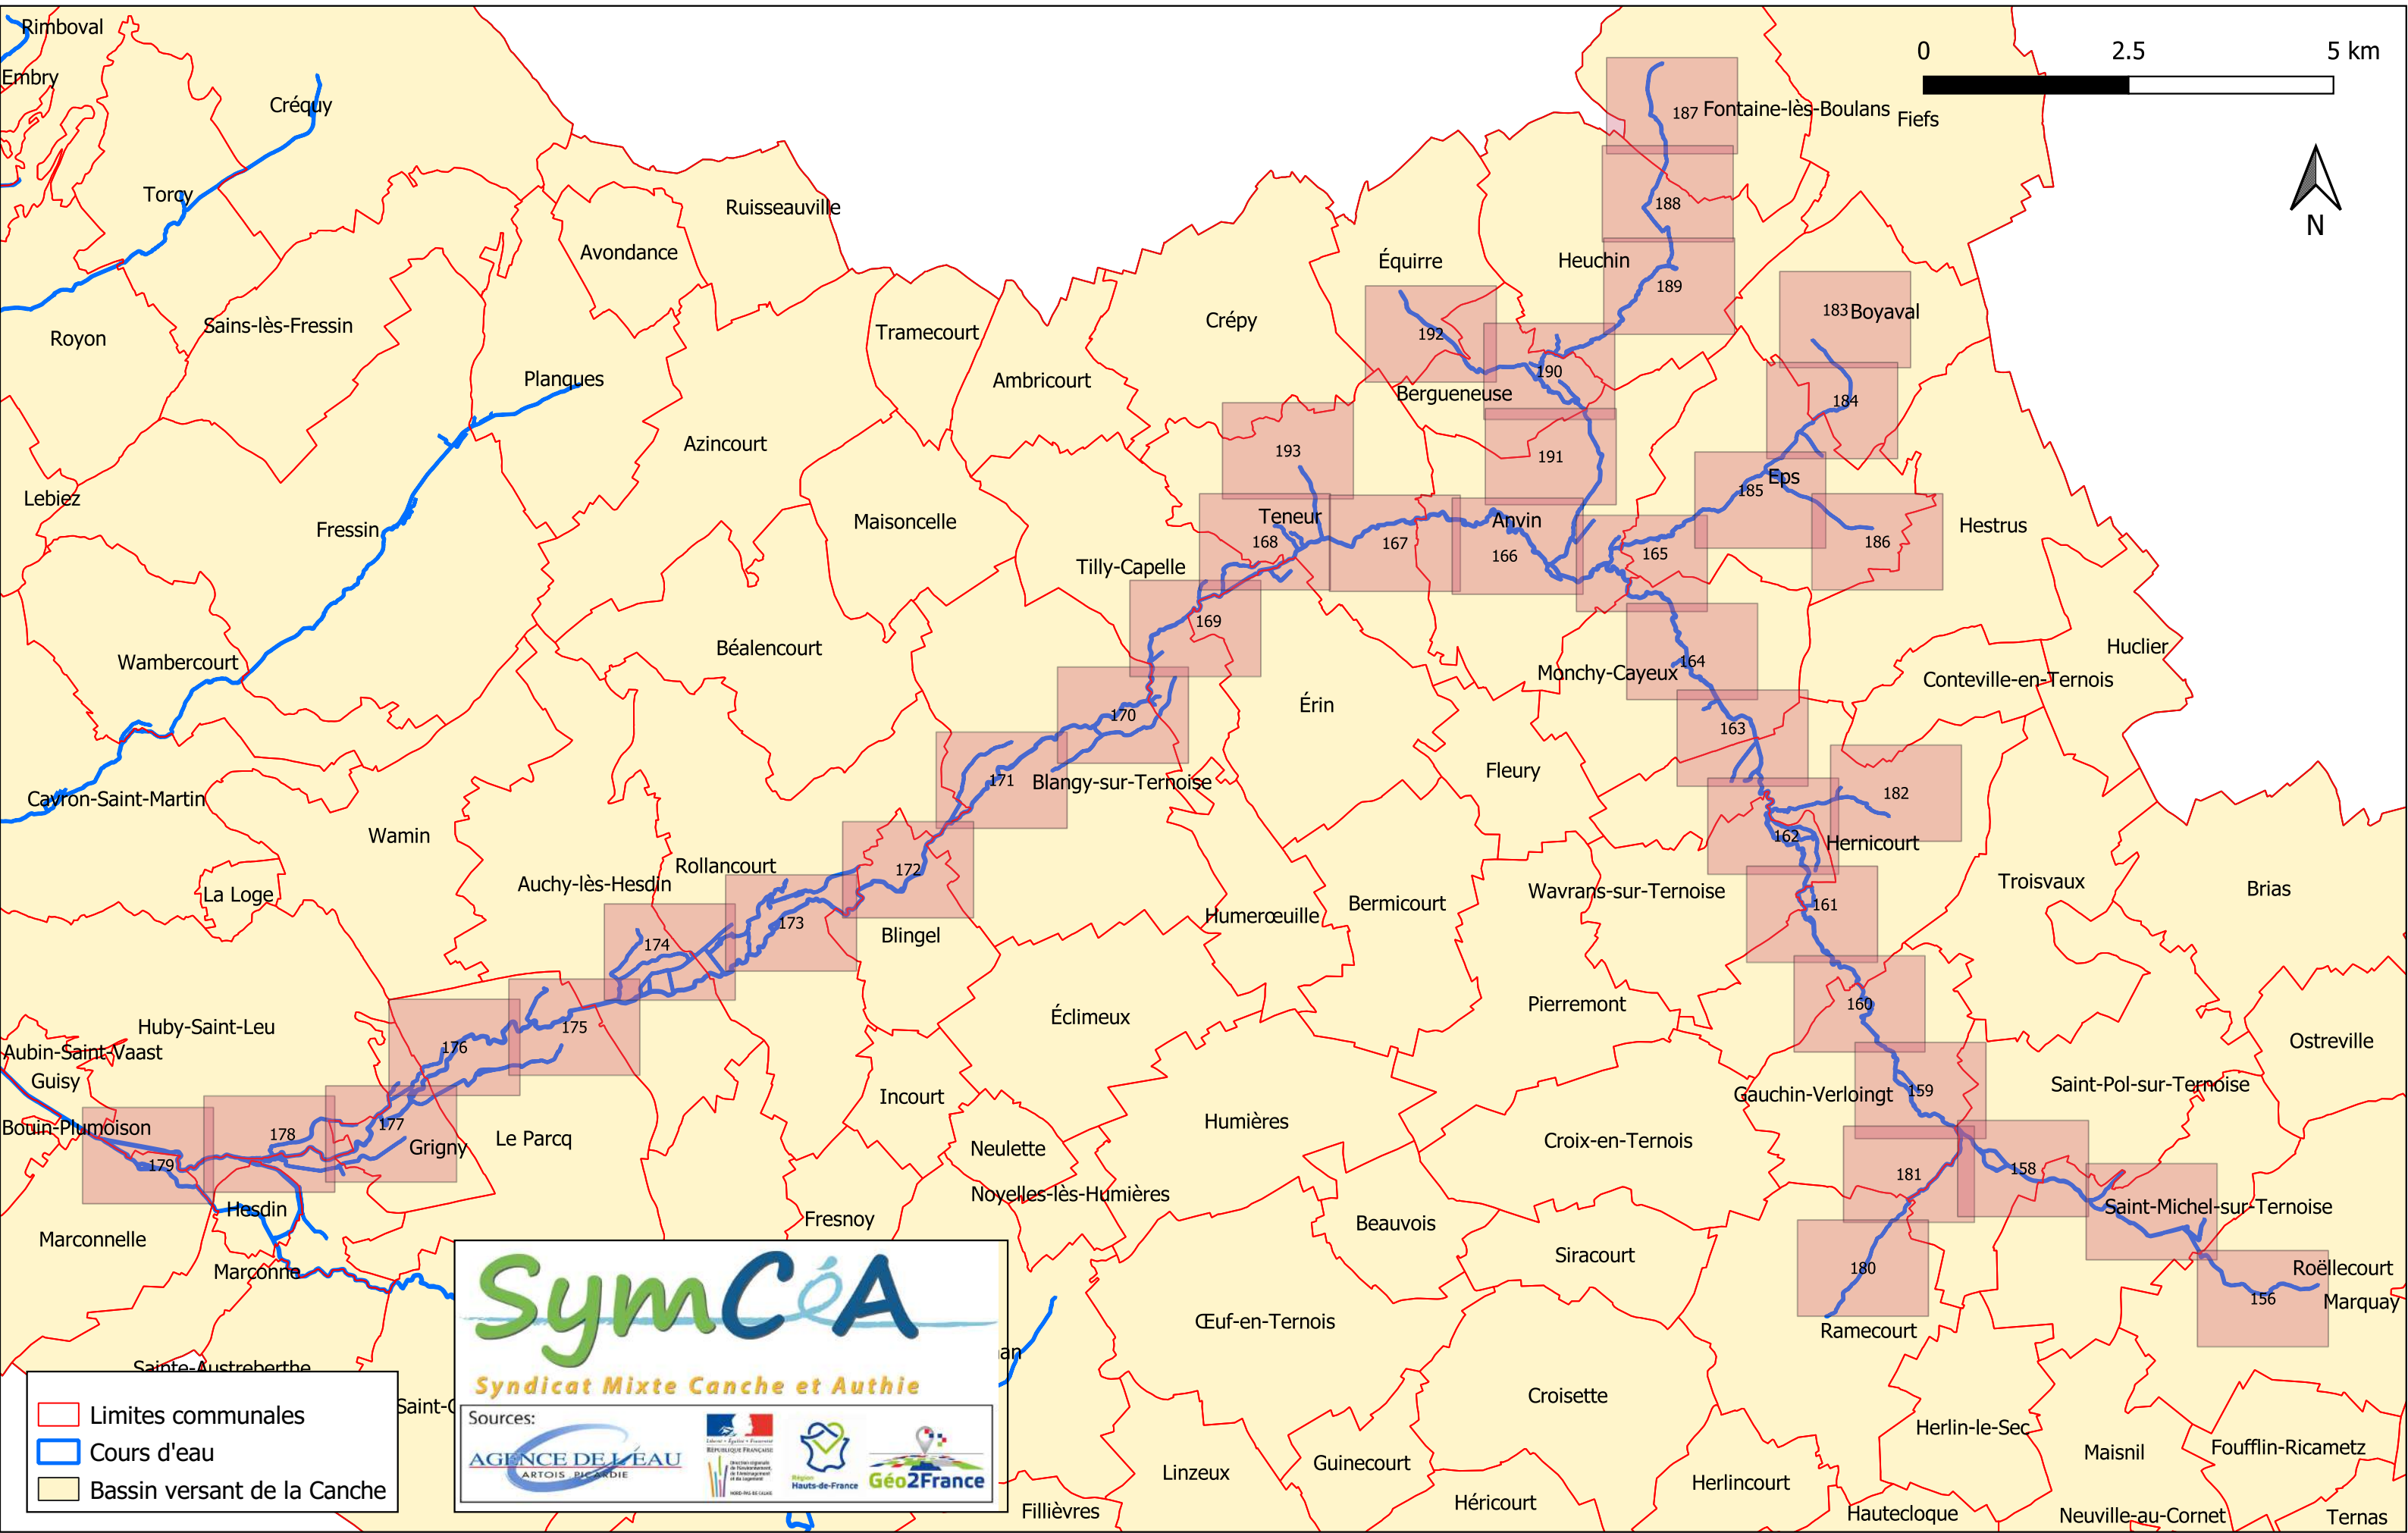 Rimboval
Embry
Créquy
0 2.5 5 km
187 Fontaine-lès-Boulans
Fiefs
Torcy
Ruisseauville
188
N
Avondance
Équirre
Heuchin
189
183 Boyaval
Crépy
Sains-lès-Fressin
Tramecourt
192
Royon
Planques
Ambricourt
190
Bergueneuse
184
Azincourt
193
191
Eps
185
Lebiez
Fressin
Maisoncelle
Teneur
Anvin
Hestrus
168
167
166
165
186
Tilly-Capelle
169
Wambercourt
Béalencourt
164
Monchy-Cayeux
Huclier
Conteville-en-Ternois
Érin
170
163
Fleury
171
Blangy-sur-Ternoise
182
Cavron-Saint-Martin
Wamin
162
Hernicourt
Rollancourt
172
Auchy-lès-Hesdin
Troisvaux
Brias
La Loge
Wavrans-sur-Ternoise
Bermicourt
161
Humerœuille
173
Blingel
174
160
Pierremont
Éclimeux
Huby-Saint-Leu
175
176
Ostreville
Aubin-Saint-Vaast
Guisy
Saint-Pol-sur-Ternoise
159
Gauchin-Verloingt
Incourt
Humières
Bouin-Plumoison
178
177
Grigny
Le Parcq
Croix-en-Ternois
Neulette
179
181
158
Noyelles-lès-Humières
Hesdin
Saint-Michel-sur-Ternoise
Fresnoy
Beauvois
Marconnelle
Siracourt
Marconne
180
Roëllecourt
156
Marquay
Œuf-en-Ternois
Ramecourt
an
Sainte-Austreberthe
Saint-G
Croisette
Herlin-le-Sec
Maisnil
Foufflin-Ricametz
Linzeux
Guinecourt
Herlincourt
Héricourt
Fillièvres
Hautecloque
Neuville-au-Cornet
Ternas
Limites communales
Cours d'eau
Bassin versant de la Canche
SymCéA
Syndicat Mixte Canche et Authie
Sources:
AGENCE DE L'EAU
ARTOIS PICARDIE
RÉPUBLIQUE FRANÇAISE
Région
Hauts-de-France
Géo2France